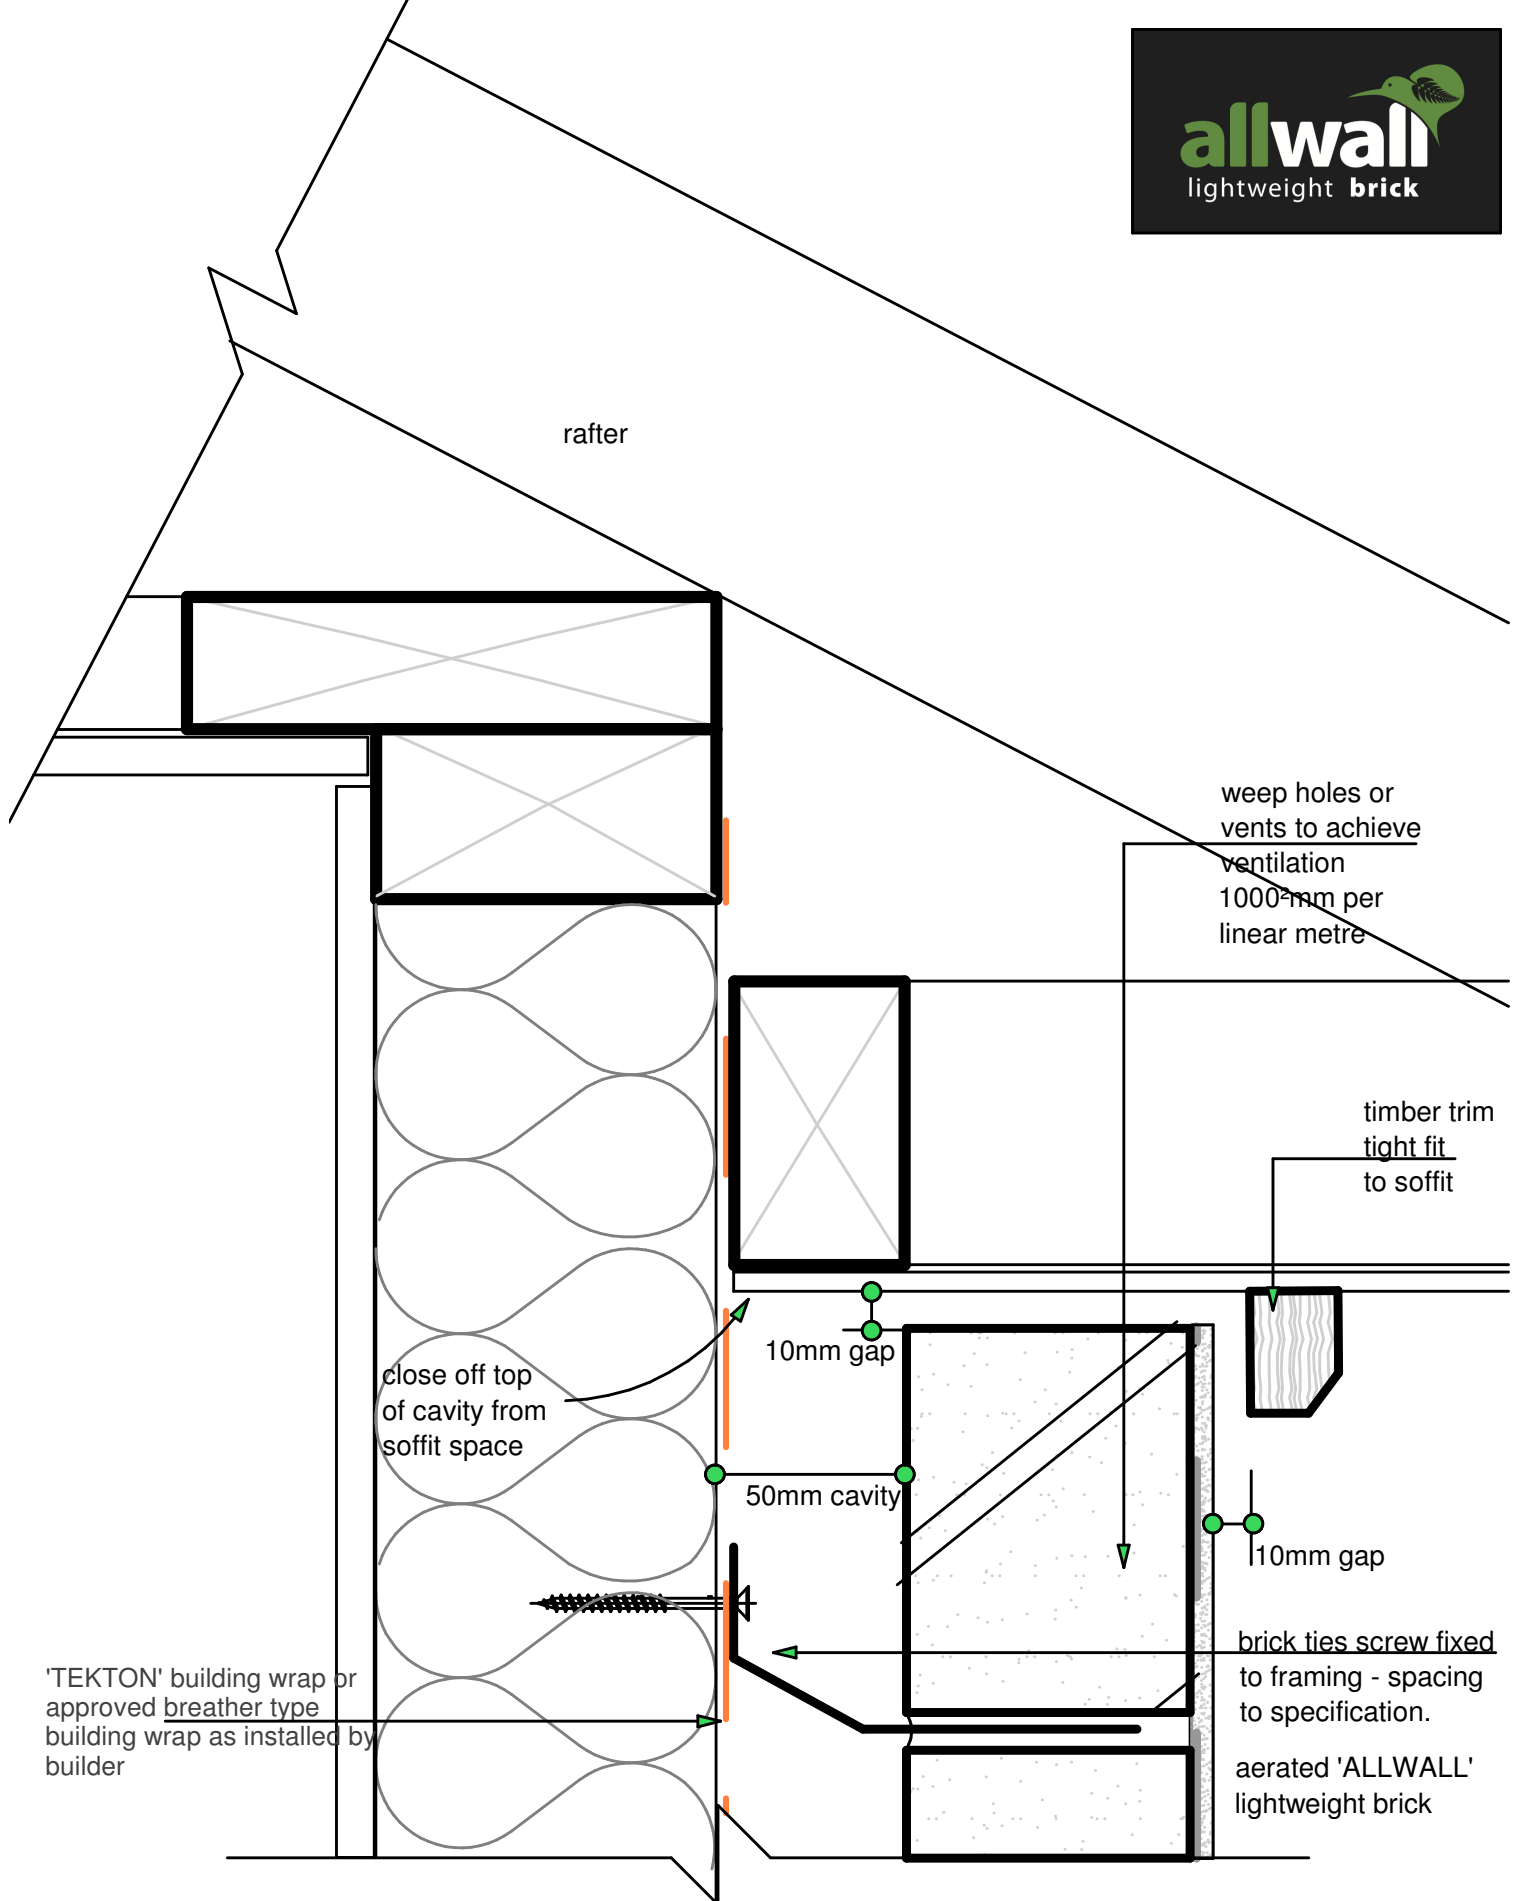 allwall
lightweight brick
rafter
weep holes or
vents to achieve
ventilation
1000²mm per
linear metre
timber trim
tight fit
to soffit
10mm gap
close off top
of cavity from
soffit space
50mm cavity
10mm gap
brick ties screw fixed
to framing - spacing
to specification.
'TEKTON' building wrap or
approved breather type
building wrap as installed by
builder
aerated 'ALLWALL'
lightweight brick